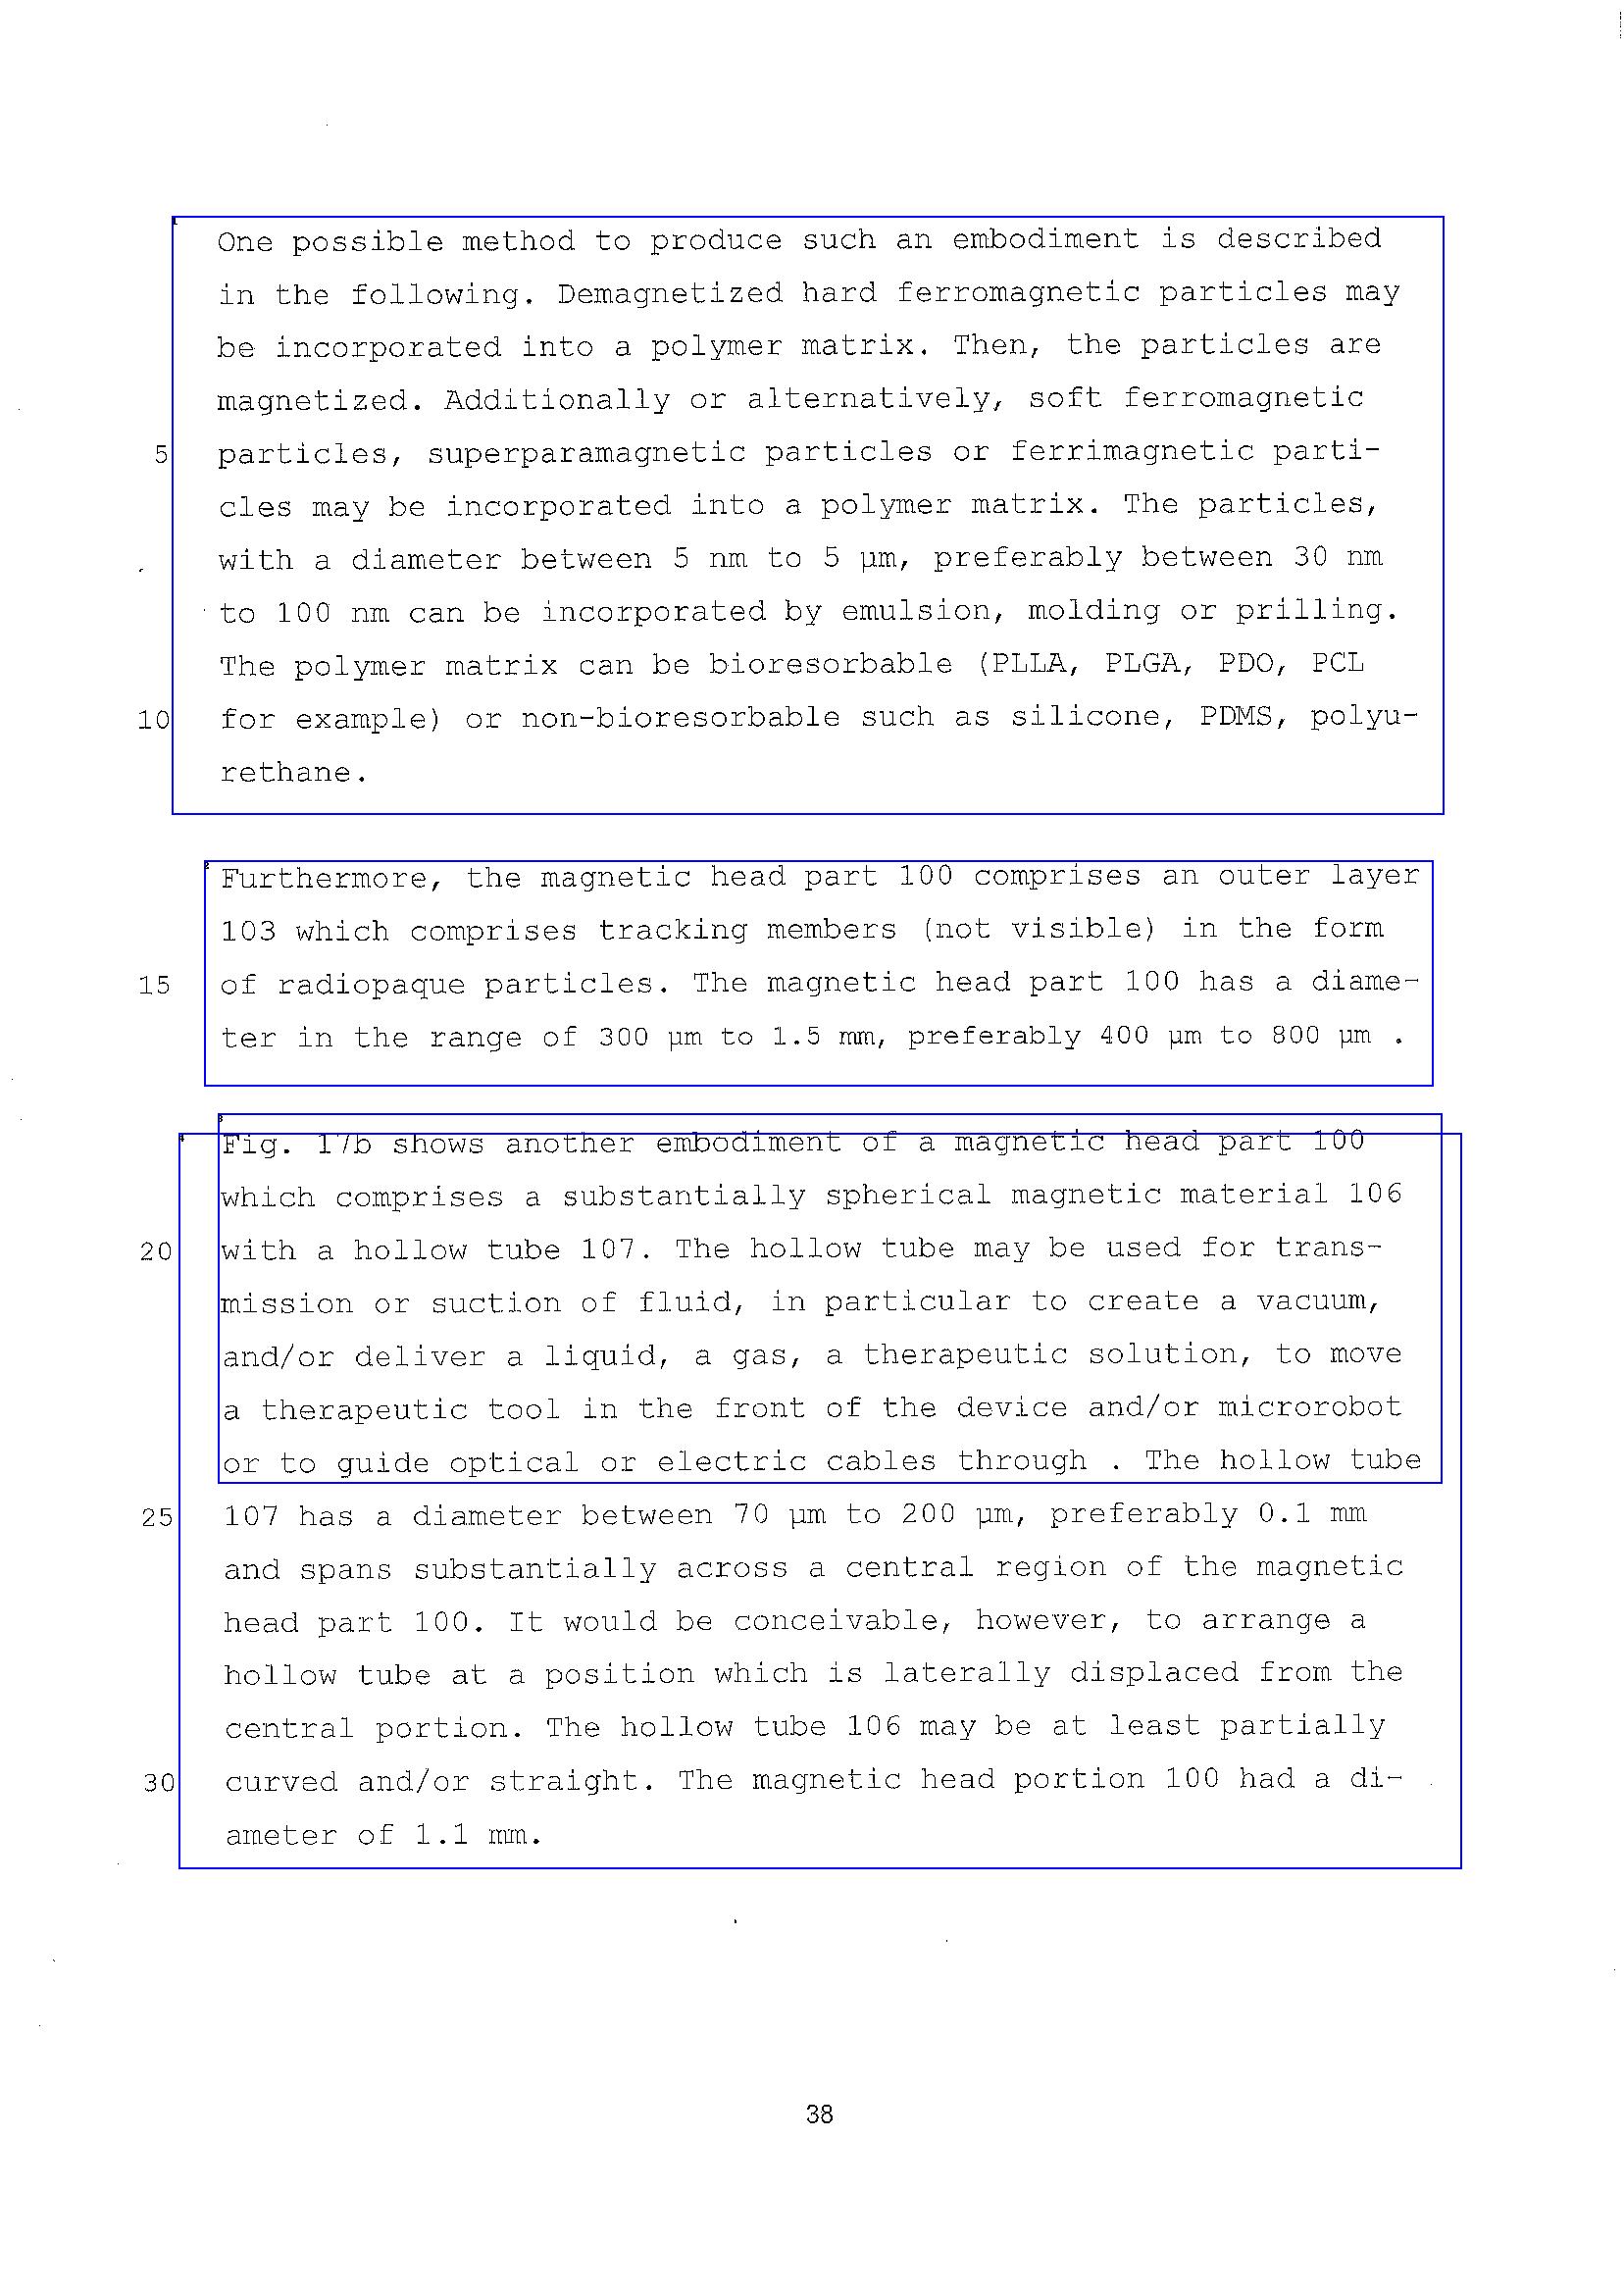 One possible method to produce such an embodiment is described
in the following. Demagnetized hard ferromagnetic particles may
be incorporated into a polymer matrix. Then, the particles are
magnetized. Additionally or alternatively, soft ferromagnetic
5 particles, superparamagnetic particles or ferrimagnetic parti-
cles may be incorporated into a polymer matrix. The particles,
with a diameter between 5 nm to 5 µm, preferably between 30 nm
to 100 nm can be incorporated by emulsion, molding or prilling.
The polymer matrix can be bioresorbable (PLLA, PLGA, PDO, PCL
10 for example) or non-bioresorbable such as silicone, PDMS, polyu-
rethane.
Furthermore, the magnetic head part 100 comprises an outer layer
103 which comprises tracking members (not visible) in the form
15 of radiopaque particles. The magnetic head part 100 has a diame-
ter in the range of 300 µm to 1.5 mm, preferably 400 µm to 800 µm .
Fig. 17b shows another embodiment of a magnetic head part 100
which comprises a substantially spherical magnetic material 106
20 with a hollow tube 107. The hollow tube may be used for trans-
mission or suction of fluid, in particular to create a vacuum,
and/or deliver a liquid, a gas, a therapeutic solution, to move
a therapeutic tool in the front of the device and/or microrobot
or to guide optical or electric cables through . The hollow tube
25 107 has a diameter between 70 µm to 200 µm, preferably 0.1 mm
and spans substantially across a central region of the magnetic
head part 100. It would be conceivable, however, to arrange a
hollow tube at a position which is laterally displaced from the
central portion. The hollow tube 106 may be at least partially
30 curved and/or straight. The magnetic head portion 100 had a di-
ameter of 1.1 mm.
38